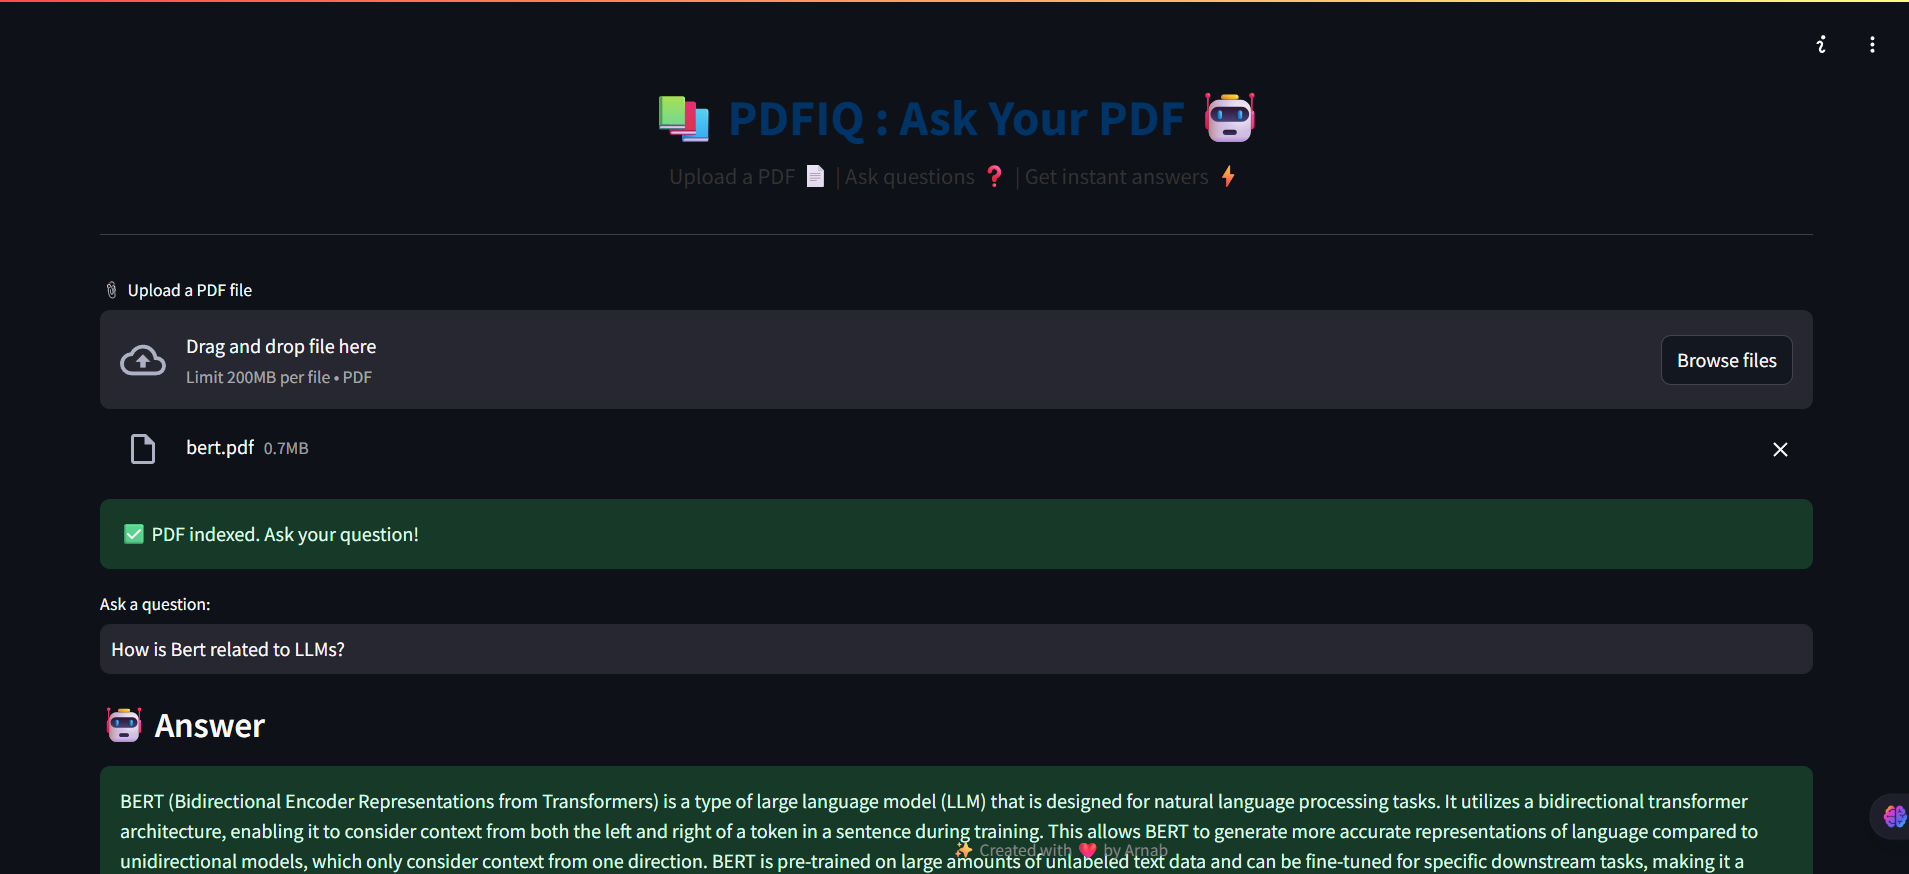 PDFIQ : Ask Your PDF
Upload a PDF | Ask questions ❓ | Get instant answers ⚡
Upload a PDF file
Drag and drop file here
Limit 200MB per file • PDF
Browse files
bert.pdf 0.7MB
✅ PDF indexed. Ask your question!
Ask a question:
How is Bert related to LLMs?
Answer
BERT (Bidirectional Encoder Representations from Transformers) is a type of large language model (LLM) that is designed for natural language processing tasks. It utilizes a bidirectional transformer
architecture, enabling it to consider context from both the left and right of a token in a sentence during training. This allows BERT to generate more accurate representations of language compared to
✨ Created with ❤️ by Arnab
unidirectional models, which only consider context from one direction. BERT is pre-trained on large amounts of unlabeled text data and can be fine-tuned for specific downstream tasks, making it a